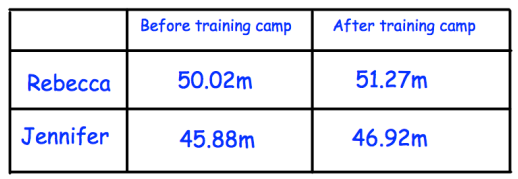 Before training camp After training camp
Rebecca 50.02m 51.27m
Jennifer 45.88m 46.92m